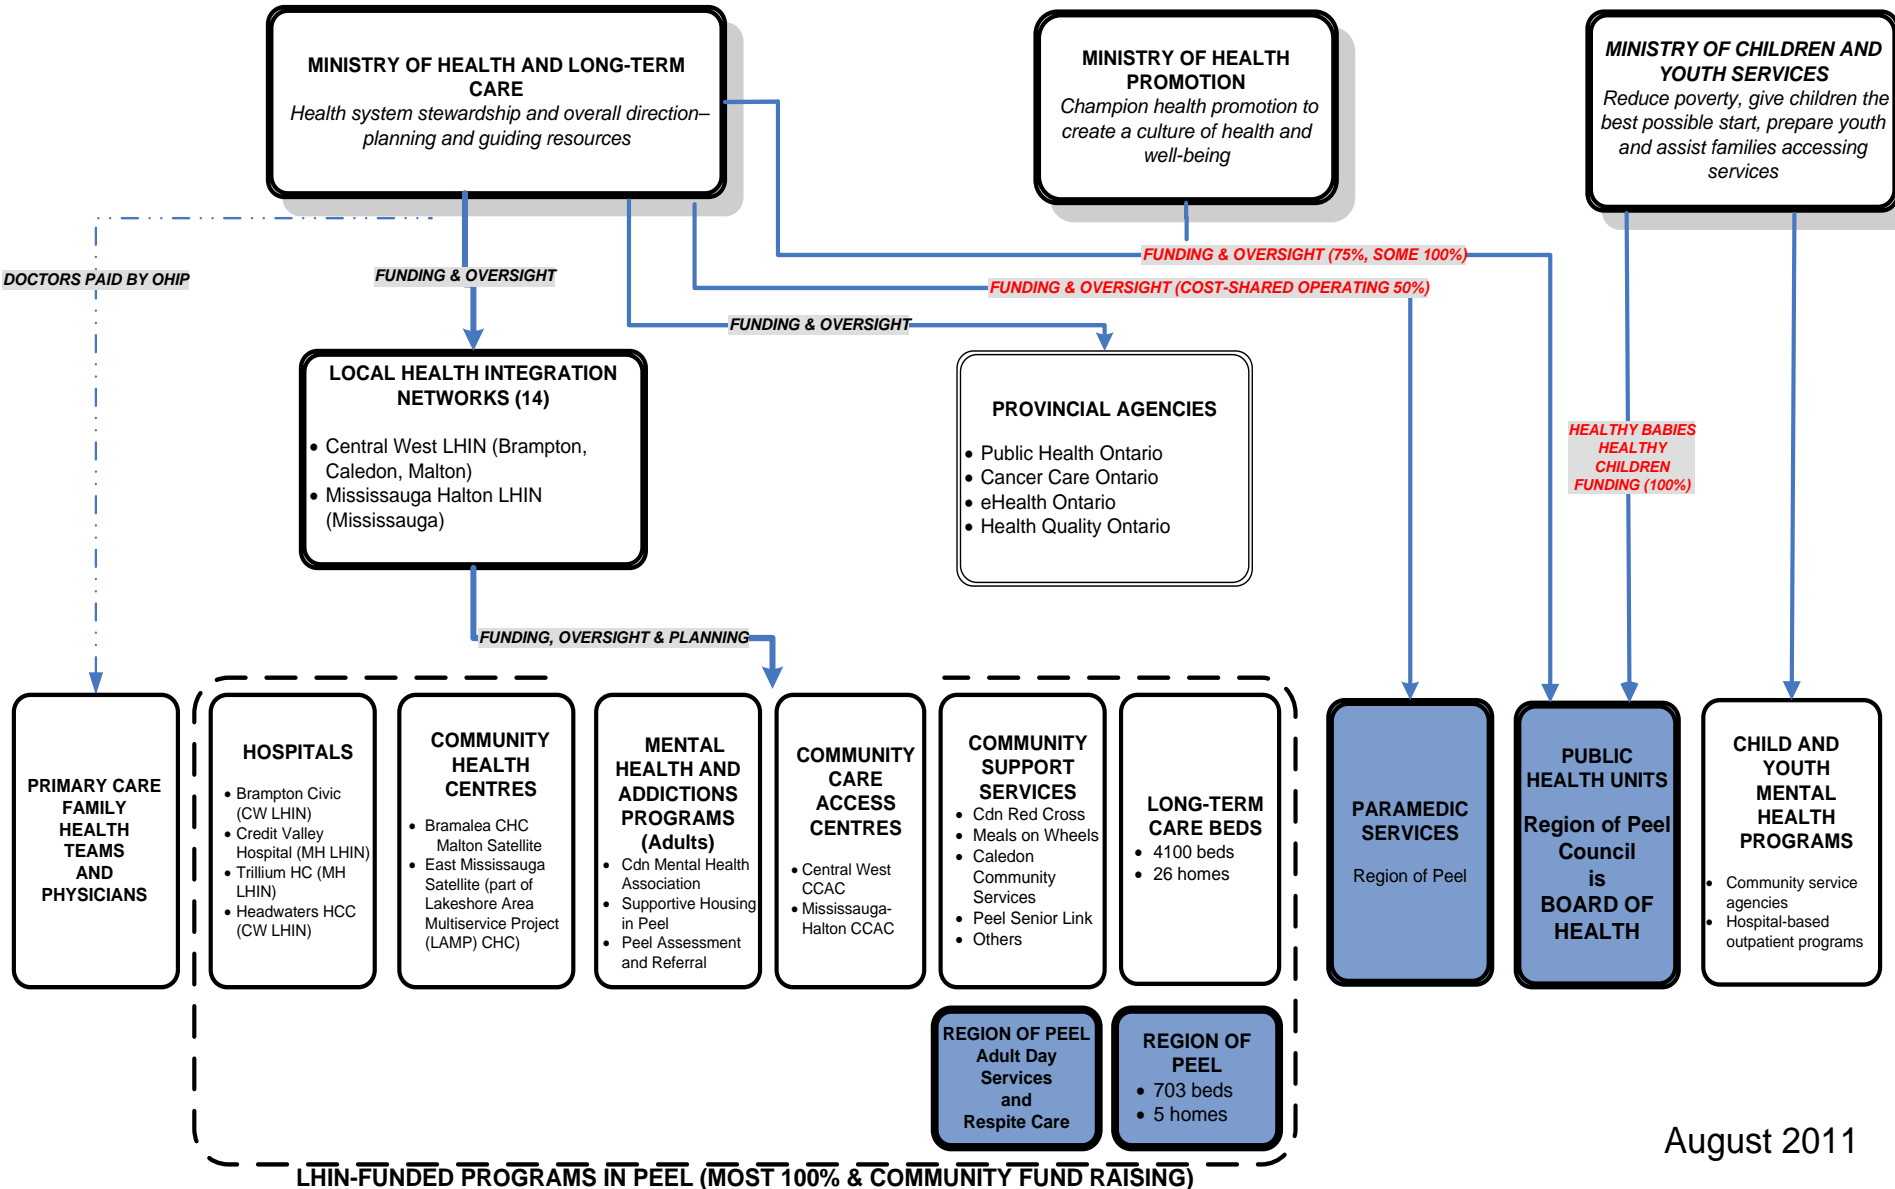 MINISTRY OF HEALTH AND LONG-TERM
CARE
Health system stewardship and overall direction–
planning and guiding resources
MINISTRY OF HEALTH
PROMOTION
Champion health promotion to
create a culture of health and
well-being
MINISTRY OF CHILDREN AND
YOUTH SERVICES
Reduce poverty, give children the
best possible start, prepare youth
and assist families accessing
services
DOCTORS PAID BY OHIP
FUNDING & OVERSIGHT
FUNDING & OVERSIGHT (75%, SOME 100%)
FUNDING & OVERSIGHT (COST-SHARED OPERATING 50%)
FUNDING & OVERSIGHT
LOCAL HEALTH INTEGRATION
NETWORKS (14)
• Central West LHIN (Brampton,
Caledon, Malton)
• Mississauga Halton LHIN
(Mississauga)
PROVINCIAL AGENCIES
• Public Health Ontario
• Cancer Care Ontario
• eHealth Ontario
• Health Quality Ontario
HEALTHY BABIES
HEALTHY
CHILDREN
FUNDING (100%)
FUNDING, OVERSIGHT & PLANNING
PRIMARY CARE
FAMILY
HEALTH
TEAMS
AND
PHYSICIANS
HOSPITALS
• Brampton Civic
(CW LHIN)
• Credit Valley
Hospital (MH LHIN)
• Trillium HC (MH
LHIN)
• Headwaters HCC
(CW LHIN)
COMMUNITY
HEALTH
CENTRES
• Bramalea CHC
Malton Satellite
• East Mississauga
Satellite (part of
Lakeshore Area
Multiservice Project
(LAMP) CHC)
MENTAL
HEALTH AND
ADDICTIONS
PROGRAMS
(Adults)
• Cdn Mental Health
Association
• Supportive Housing
in Peel
• Peel Assessment
and Referral
COMMUNITY
CARE
ACCESS
CENTRES
• Central West
CCAC
• Mississauga-
Halton CCAC
COMMUNITY
SUPPORT
SERVICES
• Cdn Red Cross
• Meals on Wheels
• Caledon
Community
Services
• Peel Senior Link
• Others
LONG-TERM
CARE BEDS
• 4100 beds
• 26 homes
PARAMEDIC
SERVICES
Region of Peel
PUBLIC
HEALTH UNITS
Region of Peel
Council
is
BOARD OF
HEALTH
CHILD AND
YOUTH
MENTAL
HEALTH
PROGRAMS
• Community service
agencies
• Hospital-based
outpatient programs
REGION OF PEEL
Adult Day
Services
and
Respite Care
REGION OF
PEEL
• 703 beds
• 5 homes
August 2011
LHIN-FUNDED PROGRAMS IN PEEL (MOST 100% & COMMUNITY FUND RAISING)